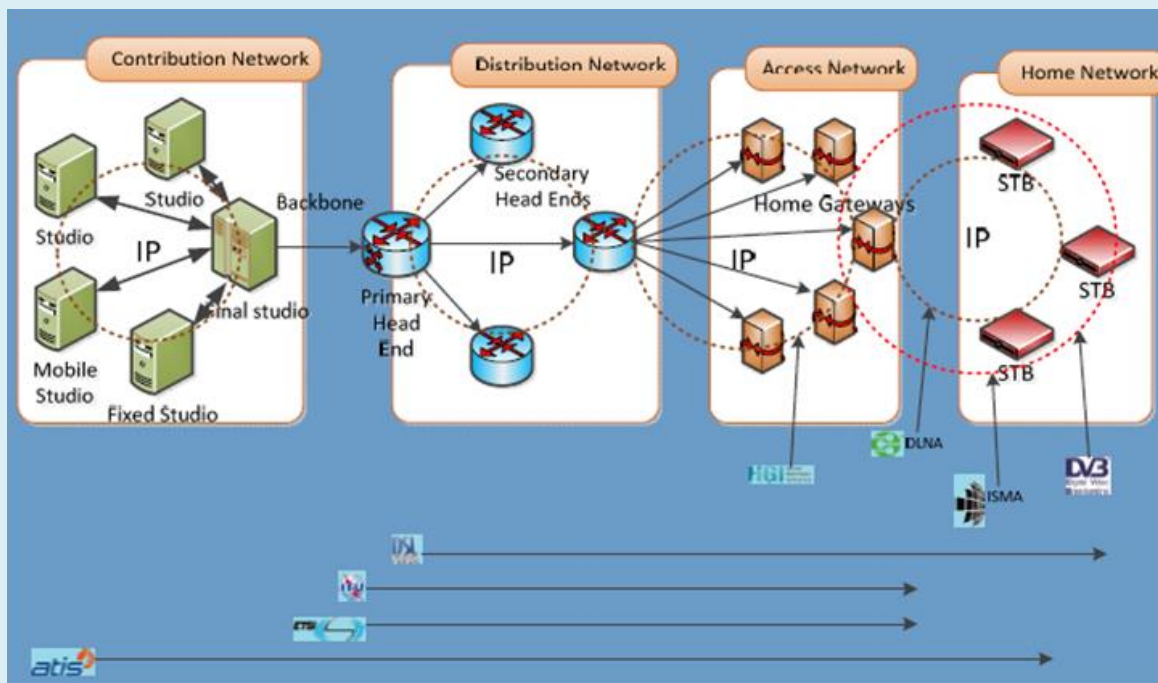 Contribution Network
Distribution Network
Access Network
Home Network
Studio
Studio
IP
Mobile
Studio
Fixed Studio
Final studio
Backbone
Primary
Head
End
Secondary
Head Ends
IP
Home Gateways
IP
STB
IP
STB
STB
HGI
DLNA
ISMA
DVB
DSL
ITU
ETSI
atis